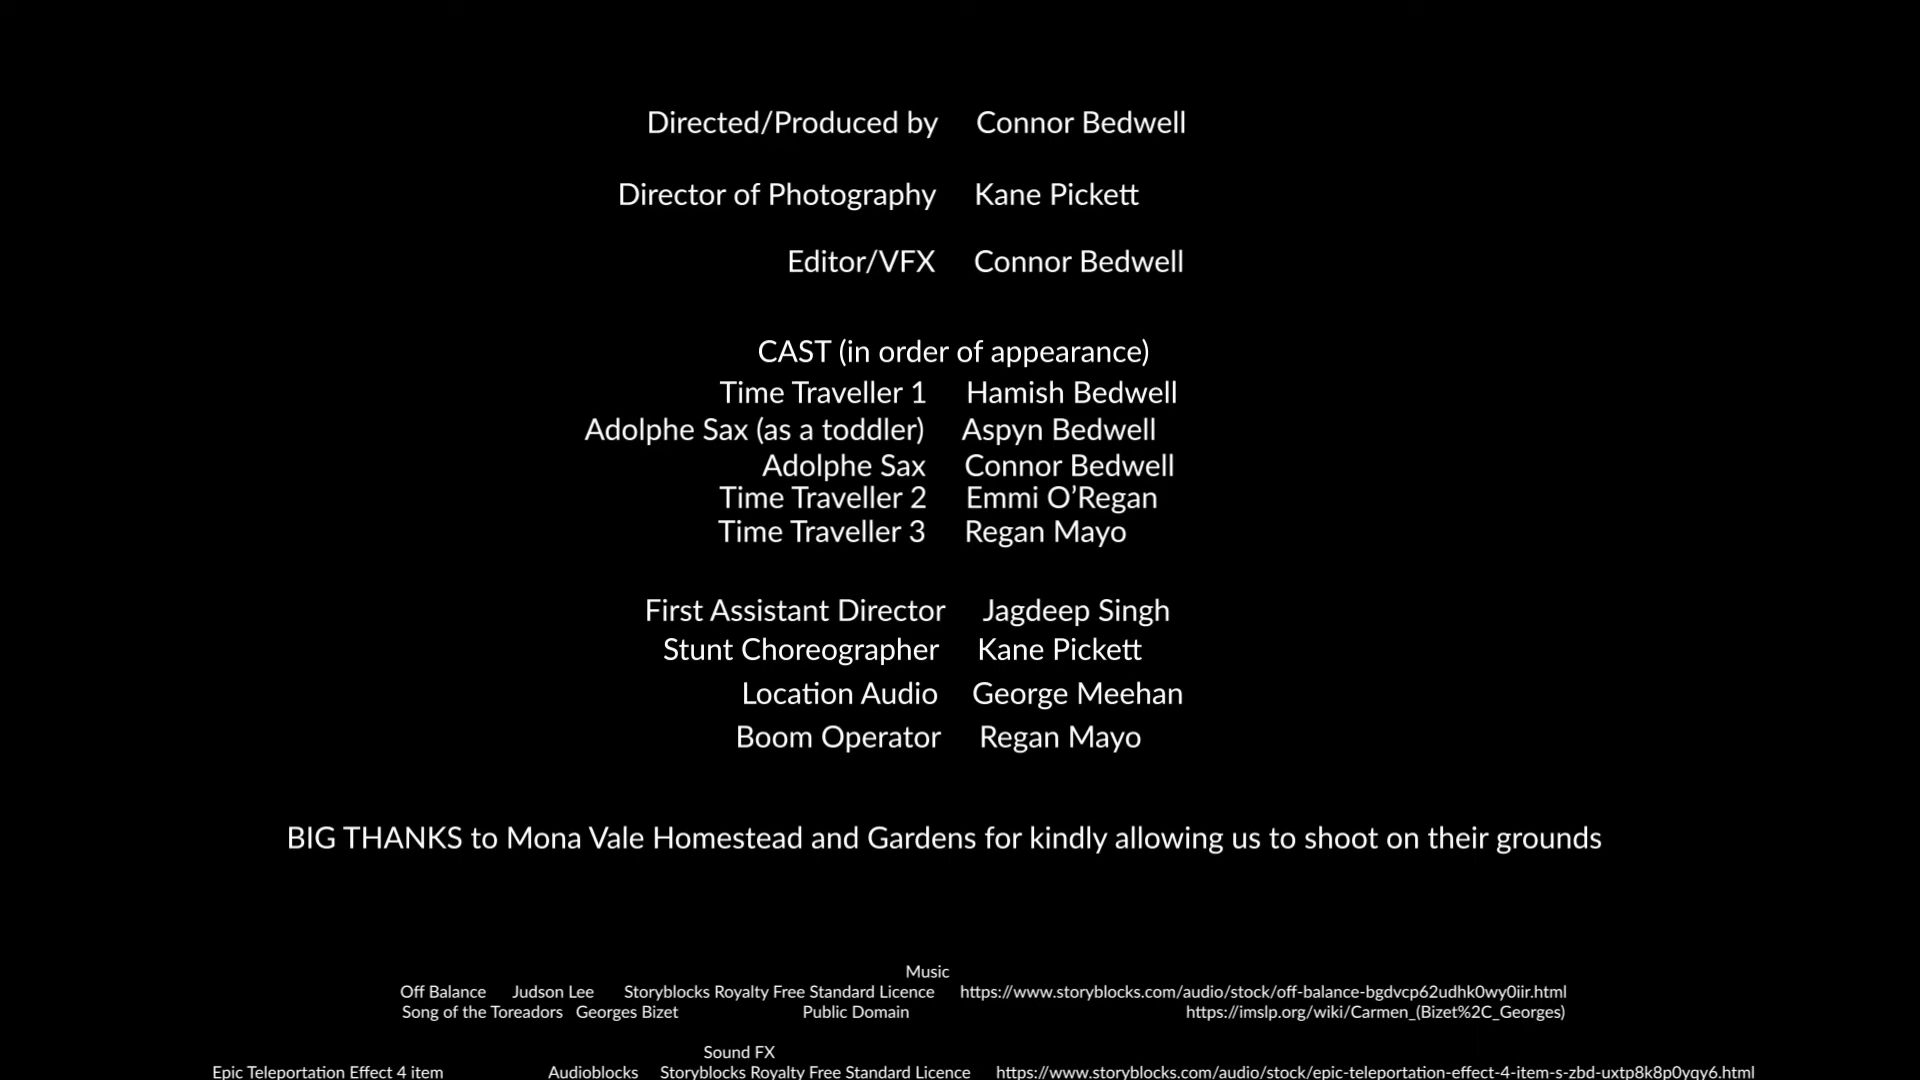 Directed/Produced by Connor Bedwell
Director of Photography Kane Pickett
Editor/VFX Connor Bedwell
CAST (in order of appearance)
Time Traveller 1 Hamish Bedwell
Adolphe Sax (as a toddler) Aspyn Bedwell
Adolphe Sax Connor Bedwell
Time Traveller 2 Emmi O’Regan
Time Traveller 3 Regan Mayo
First Assistant Director Jagdeep Singh
Stunt Choreographer Kane Pickett
Location Audio George Meehan
Boom Operator Regan Mayo
BIG THANKS to Mona Vale Homestead and Gardens for kindly allowing us to shoot on their grounds
Music
Off Balance Judson Lee Storyblocks Royalty Free Standard Licence https://www.storyblocks.com/audio/stock/off-balance-bgdvcp62udhk0wy0iir.html
Song of the Toreadors Georges Bizet Public Domain https://imslp.org/wiki/Carmen_(Bizet%2C_Georges)
Sound FX
Epic Teleportation Effect 4 item Audioblocks Storyblocks Royalty Free Standard Licence https://www.storyblocks.com/audio/stock/epic-teleportation-effect-4-item-s-zbd-uxtp8k8p0yqy6.html